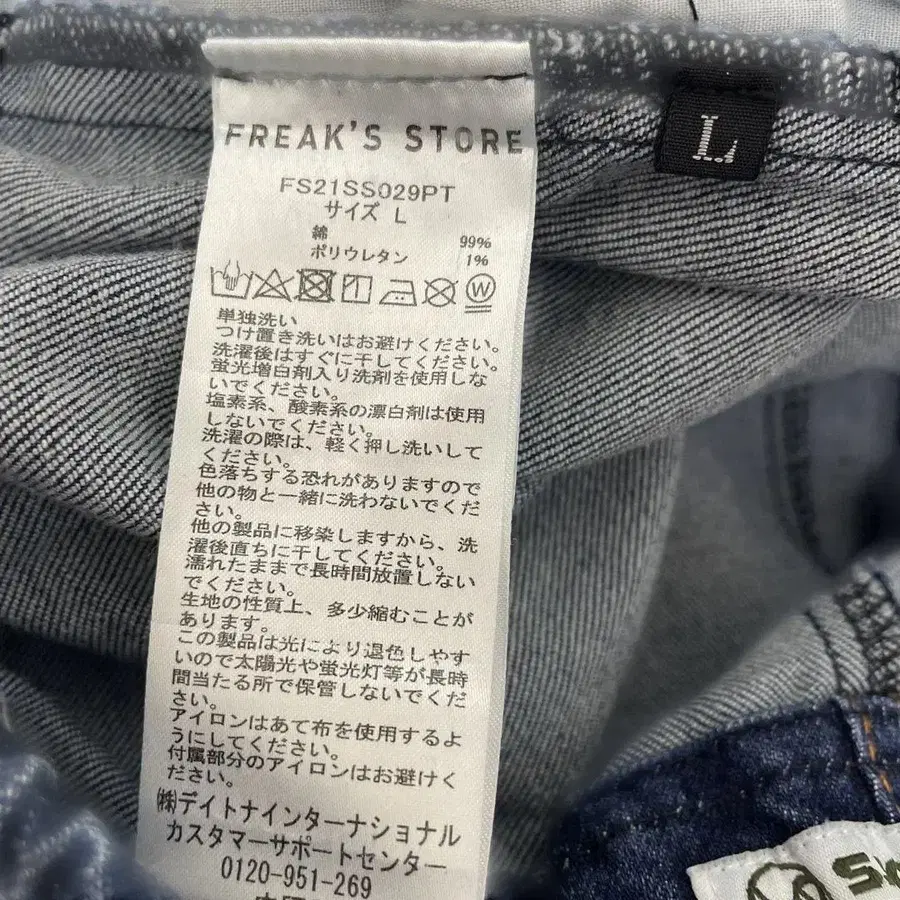 FREAK'S STORE
L
FS21SS029PT
サイズ L
綿 99%
ポリウレタン 1%
W
単独洗い
つけ置き洗いはお避けください。
洗濯後はすぐに干してください。
蛍光増白剤入り洗剤を使用しな
いでください。
塩素系、酸素系の漂白剤は使用
しないでください。
洗濯の際は、軽く押し洗いして
ください。
色落ちする恐れがありますので
他の物と一緒に洗わないでくだ
さい。
他の製品に移染しますから、洗
濯後直ちに干してください。
濡れたままで長時間放置しない
でください。
生地の性質上、多少縮むことが
あります。
この製品は光により退色しやす
いので太陽光や蛍光灯等が長時
間当たる所で保管しないでくだ
さい。
アイロンはあて布を使用するよ
うにしてください。
付属部分のアイロンはお避けく
ださい。
㈱デイトナインターナショナル
カスタマーサポートセンター
0120-951-269